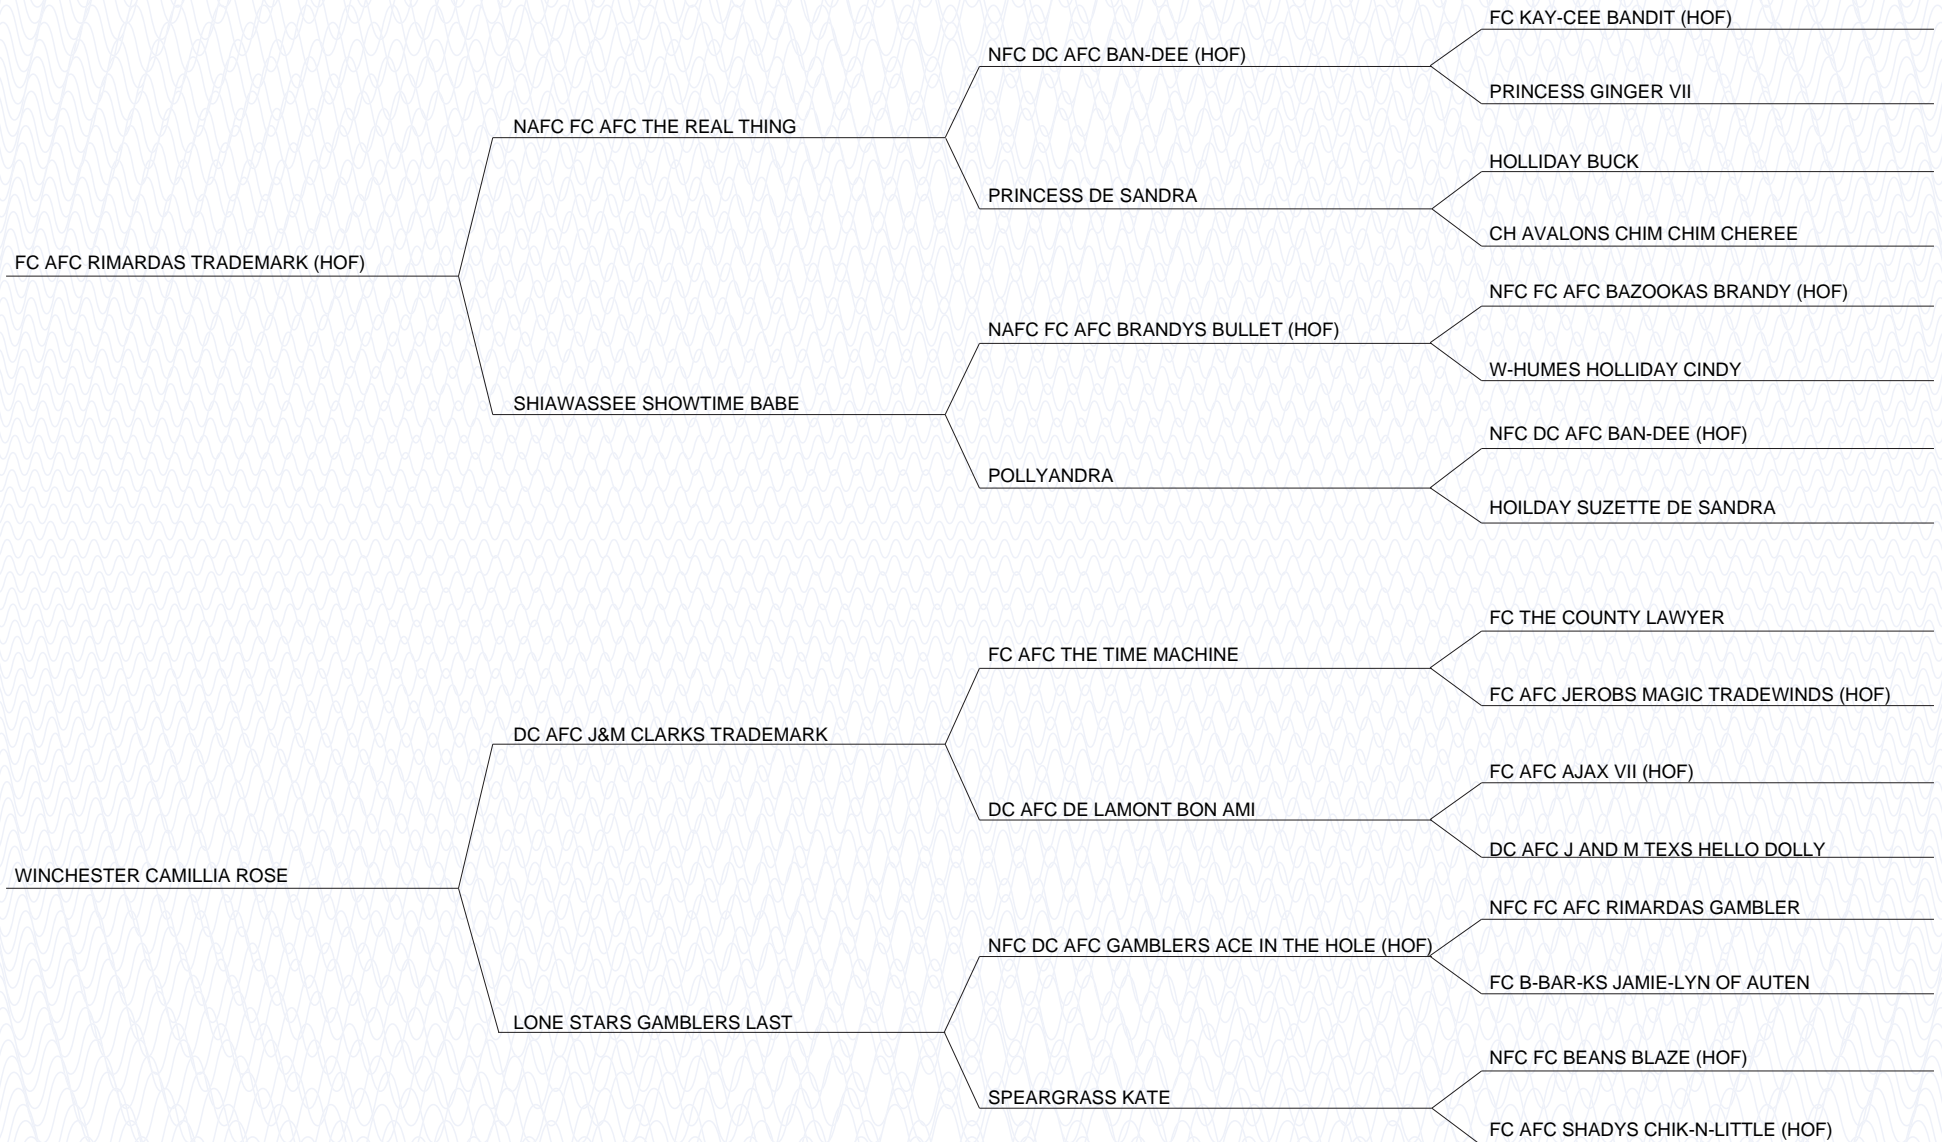 FC KAY-CEE BANDIT (HOF)
NFC DC AFC BAN-DEE (HOF)
PRINCESS GINGER VII
NAFC FC AFC THE REAL THING
HOLLIDAY BUCK
PRINCESS DE SANDRA
CH AVALONS CHIM CHIM CHEREE
FC AFC RIMARDAS TRADEMARK (HOF)
NFC FC AFC BAZOOKAS BRANDY (HOF)
NAFC FC AFC BRANDYS BULLET (HOF)
W-HUMES HOLLIDAY CINDY
SHIAWASSEE SHOWTIME BABE
NFC DC AFC BAN-DEE (HOF)
POLLYANDRA
HOILDAY SUZETTE DE SANDRA
FC THE COUNTY LAWYER
FC AFC THE TIME MACHINE
FC AFC JEROBS MAGIC TRADEWINDS (HOF)
DC AFC J&M CLARKS TRADEMARK
FC AFC AJAX VII (HOF)
DC AFC DE LAMONT BON AMI
DC AFC J AND M TEXS HELLO DOLLY
WINCHESTER CAMILLIA ROSE
NFC FC AFC RIMARDAS GAMBLER
NFC DC AFC GAMBLERS ACE IN THE HOLE (HOF)
FC B-BAR-KS JAMIE-LYN OF AUTEN
LONE STARS GAMBLERS LAST
NFC FC BEANS BLAZE (HOF)
SPEARGRASS KATE
FC AFC SHADYS CHIK-N-LITTLE (HOF)